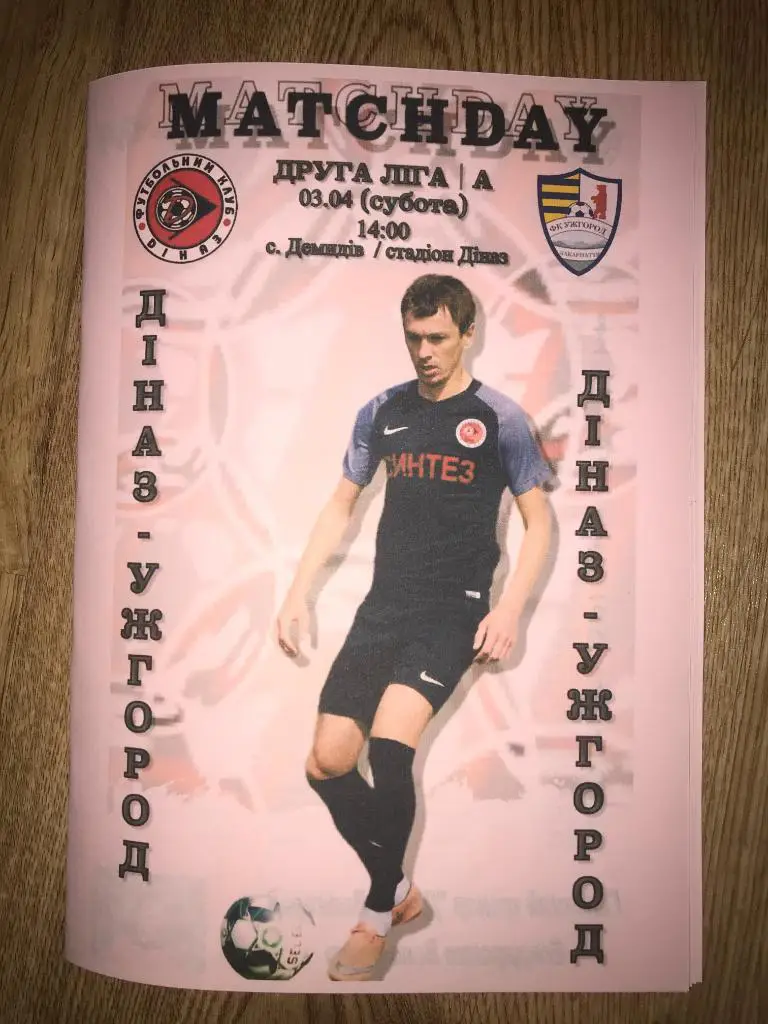 MATCHDAY
ДРУГА ЛІГА | А
03.04 (субота)
14:00
с. Демидів / стадіон Діназ
ФУТБОЛЬНИЙ КЛУБ
ДІНАЗ
ФК УЖГОРОД
ЗАКАРПАТТЯ
ДІНАЗ - УЖГОРОД
ДІНАЗ - УЖГОРОД
СИНТЕЗ
SELE